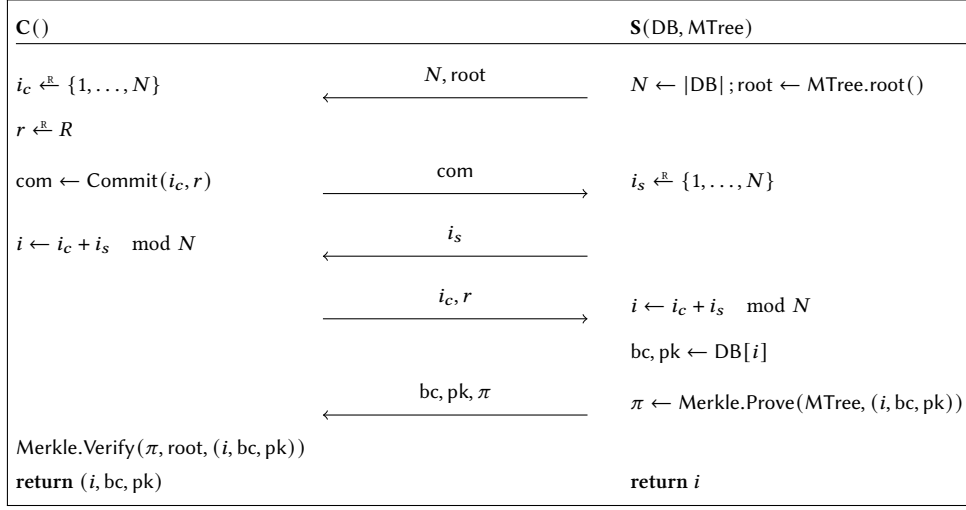 C() S(DB, MTree)
i_c ←^R {1, . . . , N} N, root N ← |DB| ; root ← MTree.root()
r ←^R R
com ← Commit(i_c, r) com i_s ←^R {1, . . . , N}
i ← i_c + i_s mod N i_s
i_c, r i ← i_c + i_s mod N
bc, pk ← DB[i]
bc, pk, π π ← Merkle.Prove(MTree, (i, bc, pk))
Merkle.Verify(π, root, (i, bc, pk))
return (i, bc, pk) return i